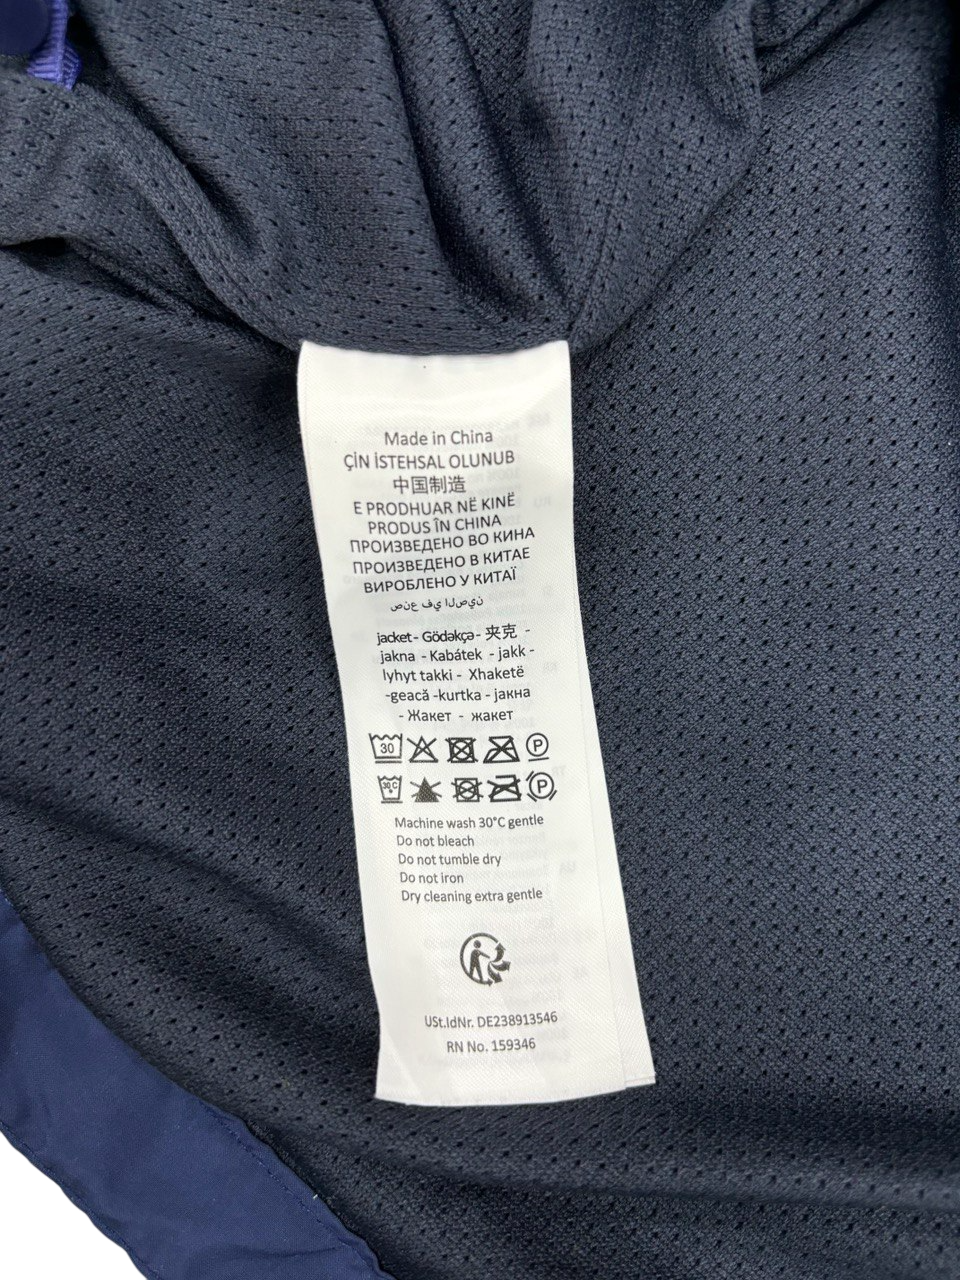 Made in China
ÇİN İSTEHSAL OLUNUB
中国制造
E PRODHUAR NË KINË
PRODUS ÎN CHINA
ПРОИЗВЕДЕНО ВО КИНА
ПРОИЗВЕДЕНО В КИТАЕ
ВИРОБЛЕНО У КИТАЇ
صنع في الصين
jacket - Gödəkçə - 夹克 -
jakna - Kabátek - jakk -
lyhyt takki - Xhaketë
-geacă -kurtka - јакна
- Жакет - жакет
30 P
30 C P
Machine wash 30°C gentle
Do not bleach
Do not tumble dry
Do not iron
Dry cleaning extra gentle
USt.IdNr. DE238913546
RN No. 159346